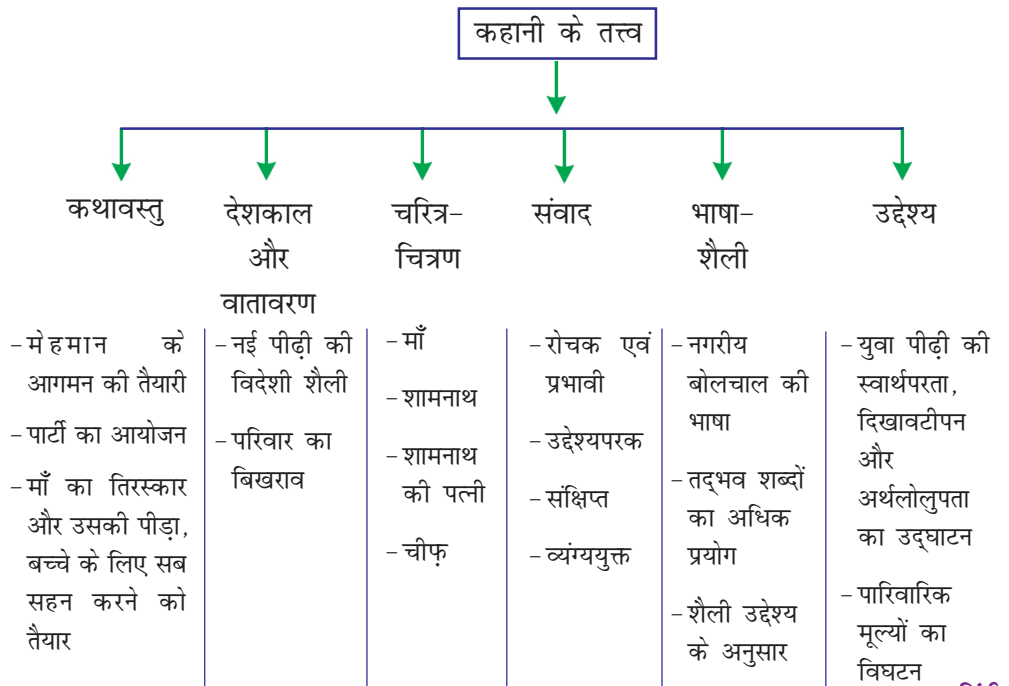 कहानी के तत्त्व
कथावस्तु
देशकाल
और
वातावरण
चरित्र–
चित्रण
संवाद
भाषा–
शैली
उद्देश्य
– मेहमान के
आगमन की तैयारी
– पार्टी का आयोजन
– माँ का तिरस्कार
और उसकी पीड़ा,
बच्चे के लिए सब
सहन करने को
तैयार
– नई पीढ़ी की
विदेशी शैली
– परिवार का
बिखराव
– माँ
– शामनाथ
– शामनाथ
की पत्नी
– चीफ़
– रोचक एवं
प्रभावी
– उद्देश्यपरक
– संक्षिप्त
– व्यंग्ययुक्त
– नगरीय
बोलचाल की
भाषा
– तद्भव शब्दों
का अधिक
प्रयोग
– शैली उद्देश्य
के अनुसार
– युवा पीढ़ी की
स्वार्थपरता,
दिखावटीपन
और
अर्थलोलुपता
का उद्घाटन
– पारिवारिक
मूल्यों का
विघटन